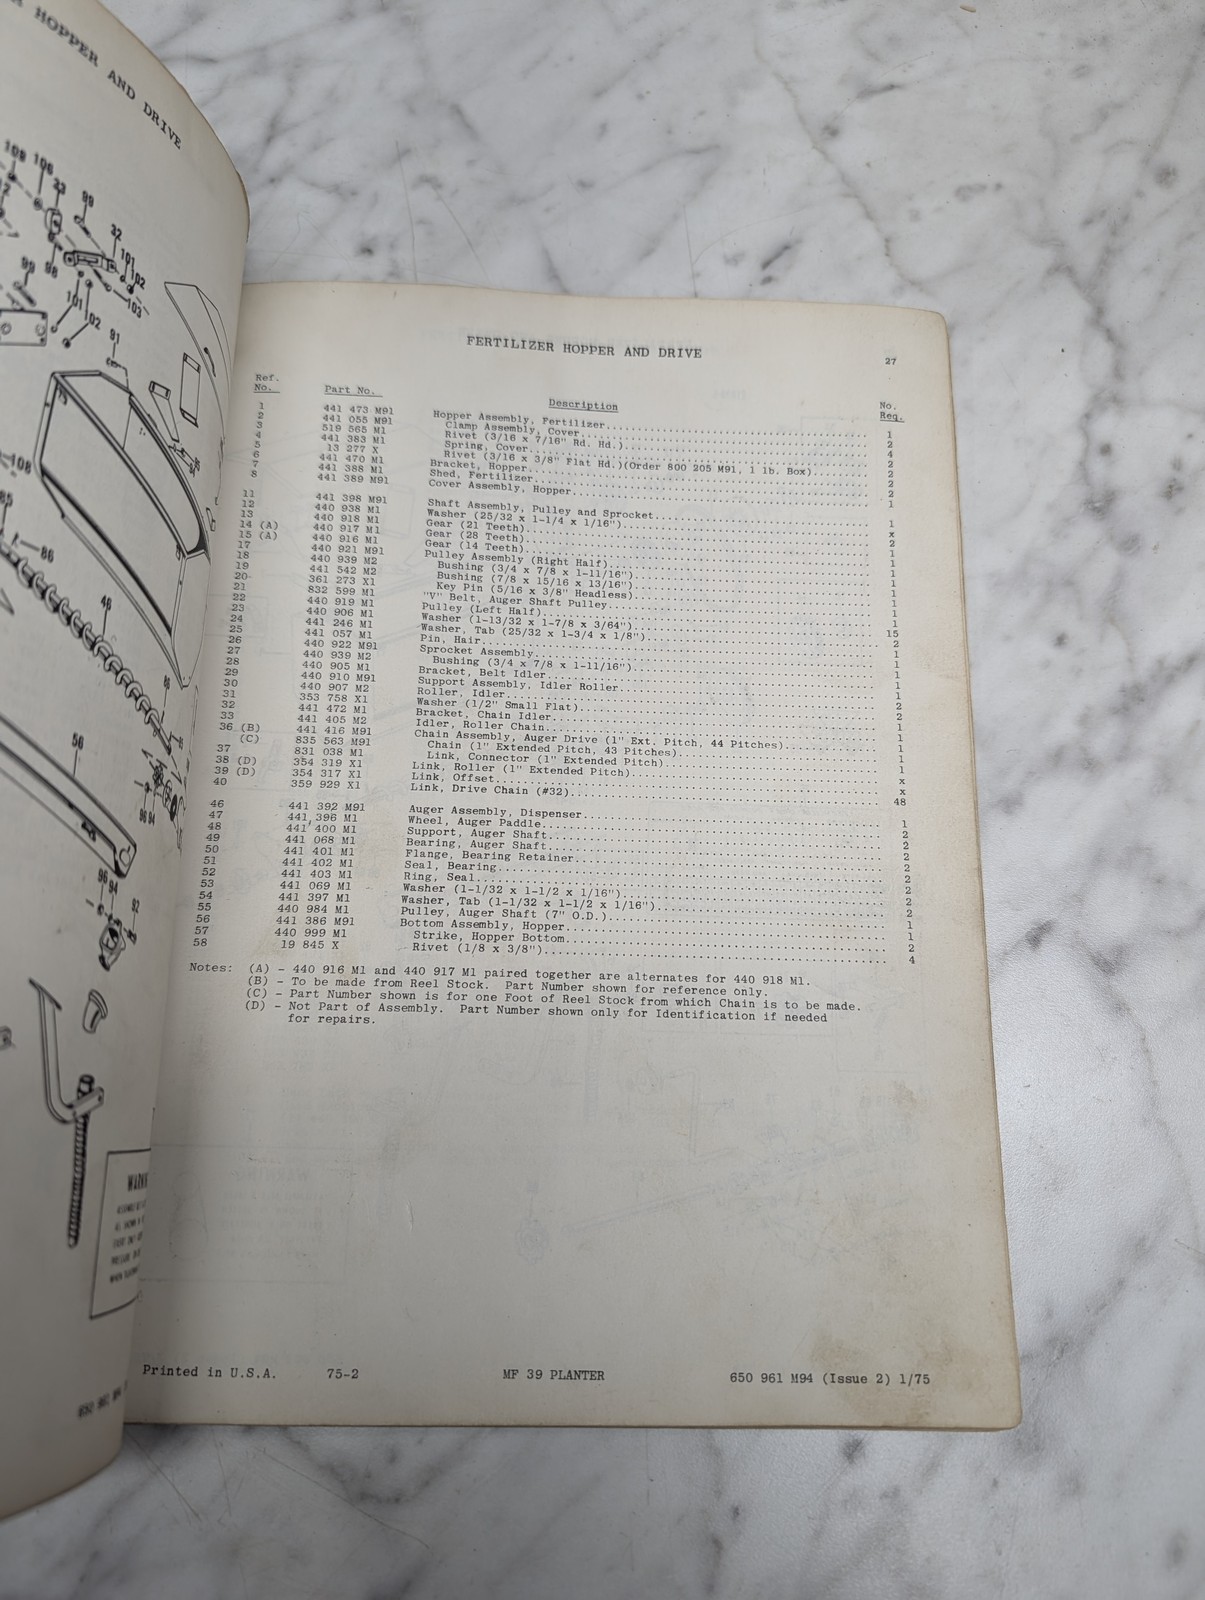 HOPPER AND DRIVE
108 106 33 99
32
101
102
103
99 98
101
102
91
108
85
86
46
86
56
96 94
96 94
92
WARN
650 961 M94
FERTILIZER HOPPER AND DRIVE
27
Ref. No. Part No. Description No. Req.
1 441 473 M91 Hopper Assembly, Fertilizer 1
2 441 055 M91 Clamp Assembly, Cover 2
3 519 565 M1 Rivet (3/16 x 7/16" Rd. Hd.) 4
4 441 383 M1 Spring, Cover 2
5 13 277 X Rivet (3/16 x 3/8" Flat Hd.)(Order 800 205 M91, 1 lb. Box) 2
6 441 470 M1 Bracket, Hopper 2
7 441 388 M1 Shed, Fertilizer 2
8 441 389 M91 Cover Assembly, Hopper 1
11 441 398 M91 Shaft Assembly, Pulley and Sprocket 1
12 440 938 M1 Washer (25/32 x 1-1/4 x 1/16") x
13 440 918 M1 Gear (21 Teeth) 2
14 (A) 440 917 M1 Gear (28 Teeth) 1
15 (A) 440 916 M1 Gear (14 Teeth) 1
17 440 921 M91 Pulley Assembly (Right Half) 1
18 440 939 M2 Bushing (3/4 x 7/8 x 1-11/16") 1
19 441 542 M2 Bushing (7/8 x 15/16 x 13/16") 1
20 361 273 X1 Key Pin (5/16 x 3/8" Headless) 1
21 832 599 M1 "V" Belt, Auger Shaft Pulley 1
22 440 919 M1 Pulley (Left Half) 1
23 440 906 M1 Washer (1-13/32 x 1-7/8 x 3/64") 15
24 441 246 M1 Washer, Tab (25/32 x 1-3/4 x 1/8") 2
25 441 057 M1 Pin, Hair 1
26 440 922 M91 Sprocket Assembly 1
27 440 939 M2 Bushing (3/4 x 7/8 x 1-11/16") 1
28 440 905 M1 Bracket, Belt Idler 1
29 440 910 M91 Support Assembly, Idler Roller 1
30 440 907 M2 Roller, Idler 2
31 353 758 X1 Washer (1/2" Small Flat) 2
32 441 472 M1 Bracket, Chain Idler 1
33 441 405 M2 Idler, Roller Chain 1
36 (B) 441 416 M91 Chain Assembly, Auger Drive (1" Ext. Pitch, 44 Pitches) 1
(C) 835 563 M91 Chain (1" Extended Pitch, 43 Pitches) 1
37 831 038 M1 Link, Connector (1" Extended Pitch) 1
38 (D) 354 319 X1 Link, Roller (1" Extended Pitch) x
39 (D) 354 317 X1 Link, Offset x
40 359 929 X1 Link, Drive Chain (#32) 48
46 441 392 M91 Auger Assembly, Dispenser 1
47 441 396 M1 Wheel, Auger Paddle 2
48 441 400 M1 Support, Auger Shaft 2
49 441 068 M1 Bearing, Auger Shaft 2
50 441 401 M1 Flange, Bearing Retainer 2
51 441 402 M1 Seal, Bearing 2
52 441 403 M1 Ring, Seal 2
53 441 069 M1 Washer (1-1/32 x 1-1/2 x 1/16") 2
54 441 397 M1 Washer, Tab (1-1/32 x 1-1/2 x 1/16") 2
55 440 984 M1 Pulley, Auger Shaft (7" O.D.) 1
56 441 386 M91 Bottom Assembly, Hopper 1
57 440 999 M1 Strike, Hopper Bottom 2
58 19 845 X Rivet (1/8 x 3/8") 4
Notes: (A) - 440 916 M1 and 440 917 M1 paired together are alternates for 440 918 M1.
(B) - To be made from Reel Stock. Part Number shown for reference only.
(C) - Part Number shown is for one Foot of Reel Stock from which Chain is to be made.
(D) - Not Part of Assembly. Part Number shown only for Identification if needed
for repairs.
Printed in U.S.A. 75-2 MF 39 PLANTER 650 961 M94 (Issue 2) 1/75